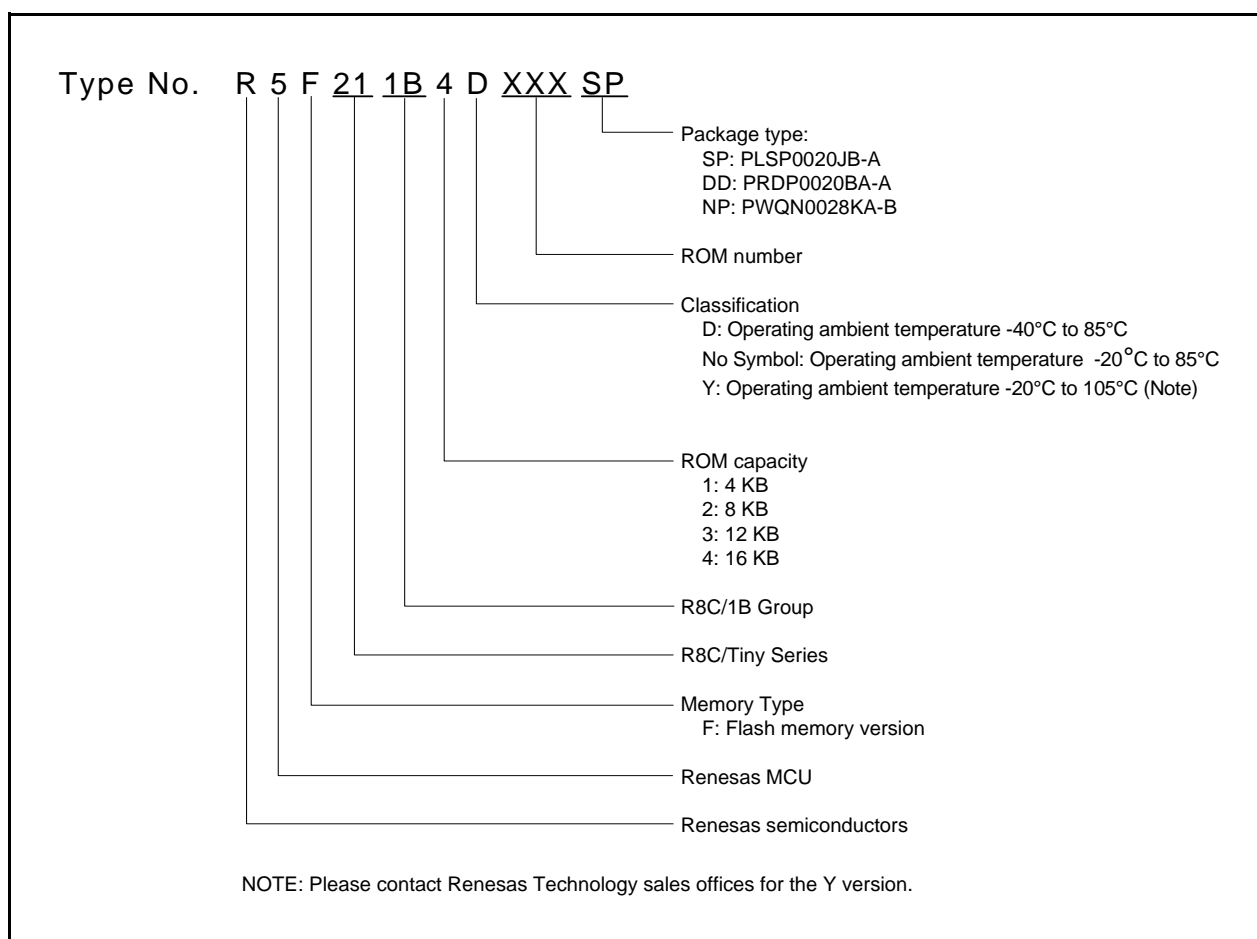 Type No. R 5 F 21 1B 4 D XXX SP
Package type:
SP: PLSP0020JB-A
DD: PRDP0020BA-A
NP: PWQN0028KA-B
ROM number
Classification
D: Operating ambient temperature -40°C to 85°C
No Symbol: Operating ambient temperature -20°C to 85°C
Y: Operating ambient temperature -20°C to 105°C (Note)
ROM capacity
1: 4 KB
2: 8 KB
3: 12 KB
4: 16 KB
R8C/1B Group
R8C/Tiny Series
Memory Type
F: Flash memory version
Renesas MCU
Renesas semiconductors
NOTE: Please contact Renesas Technology sales offices for the Y version.